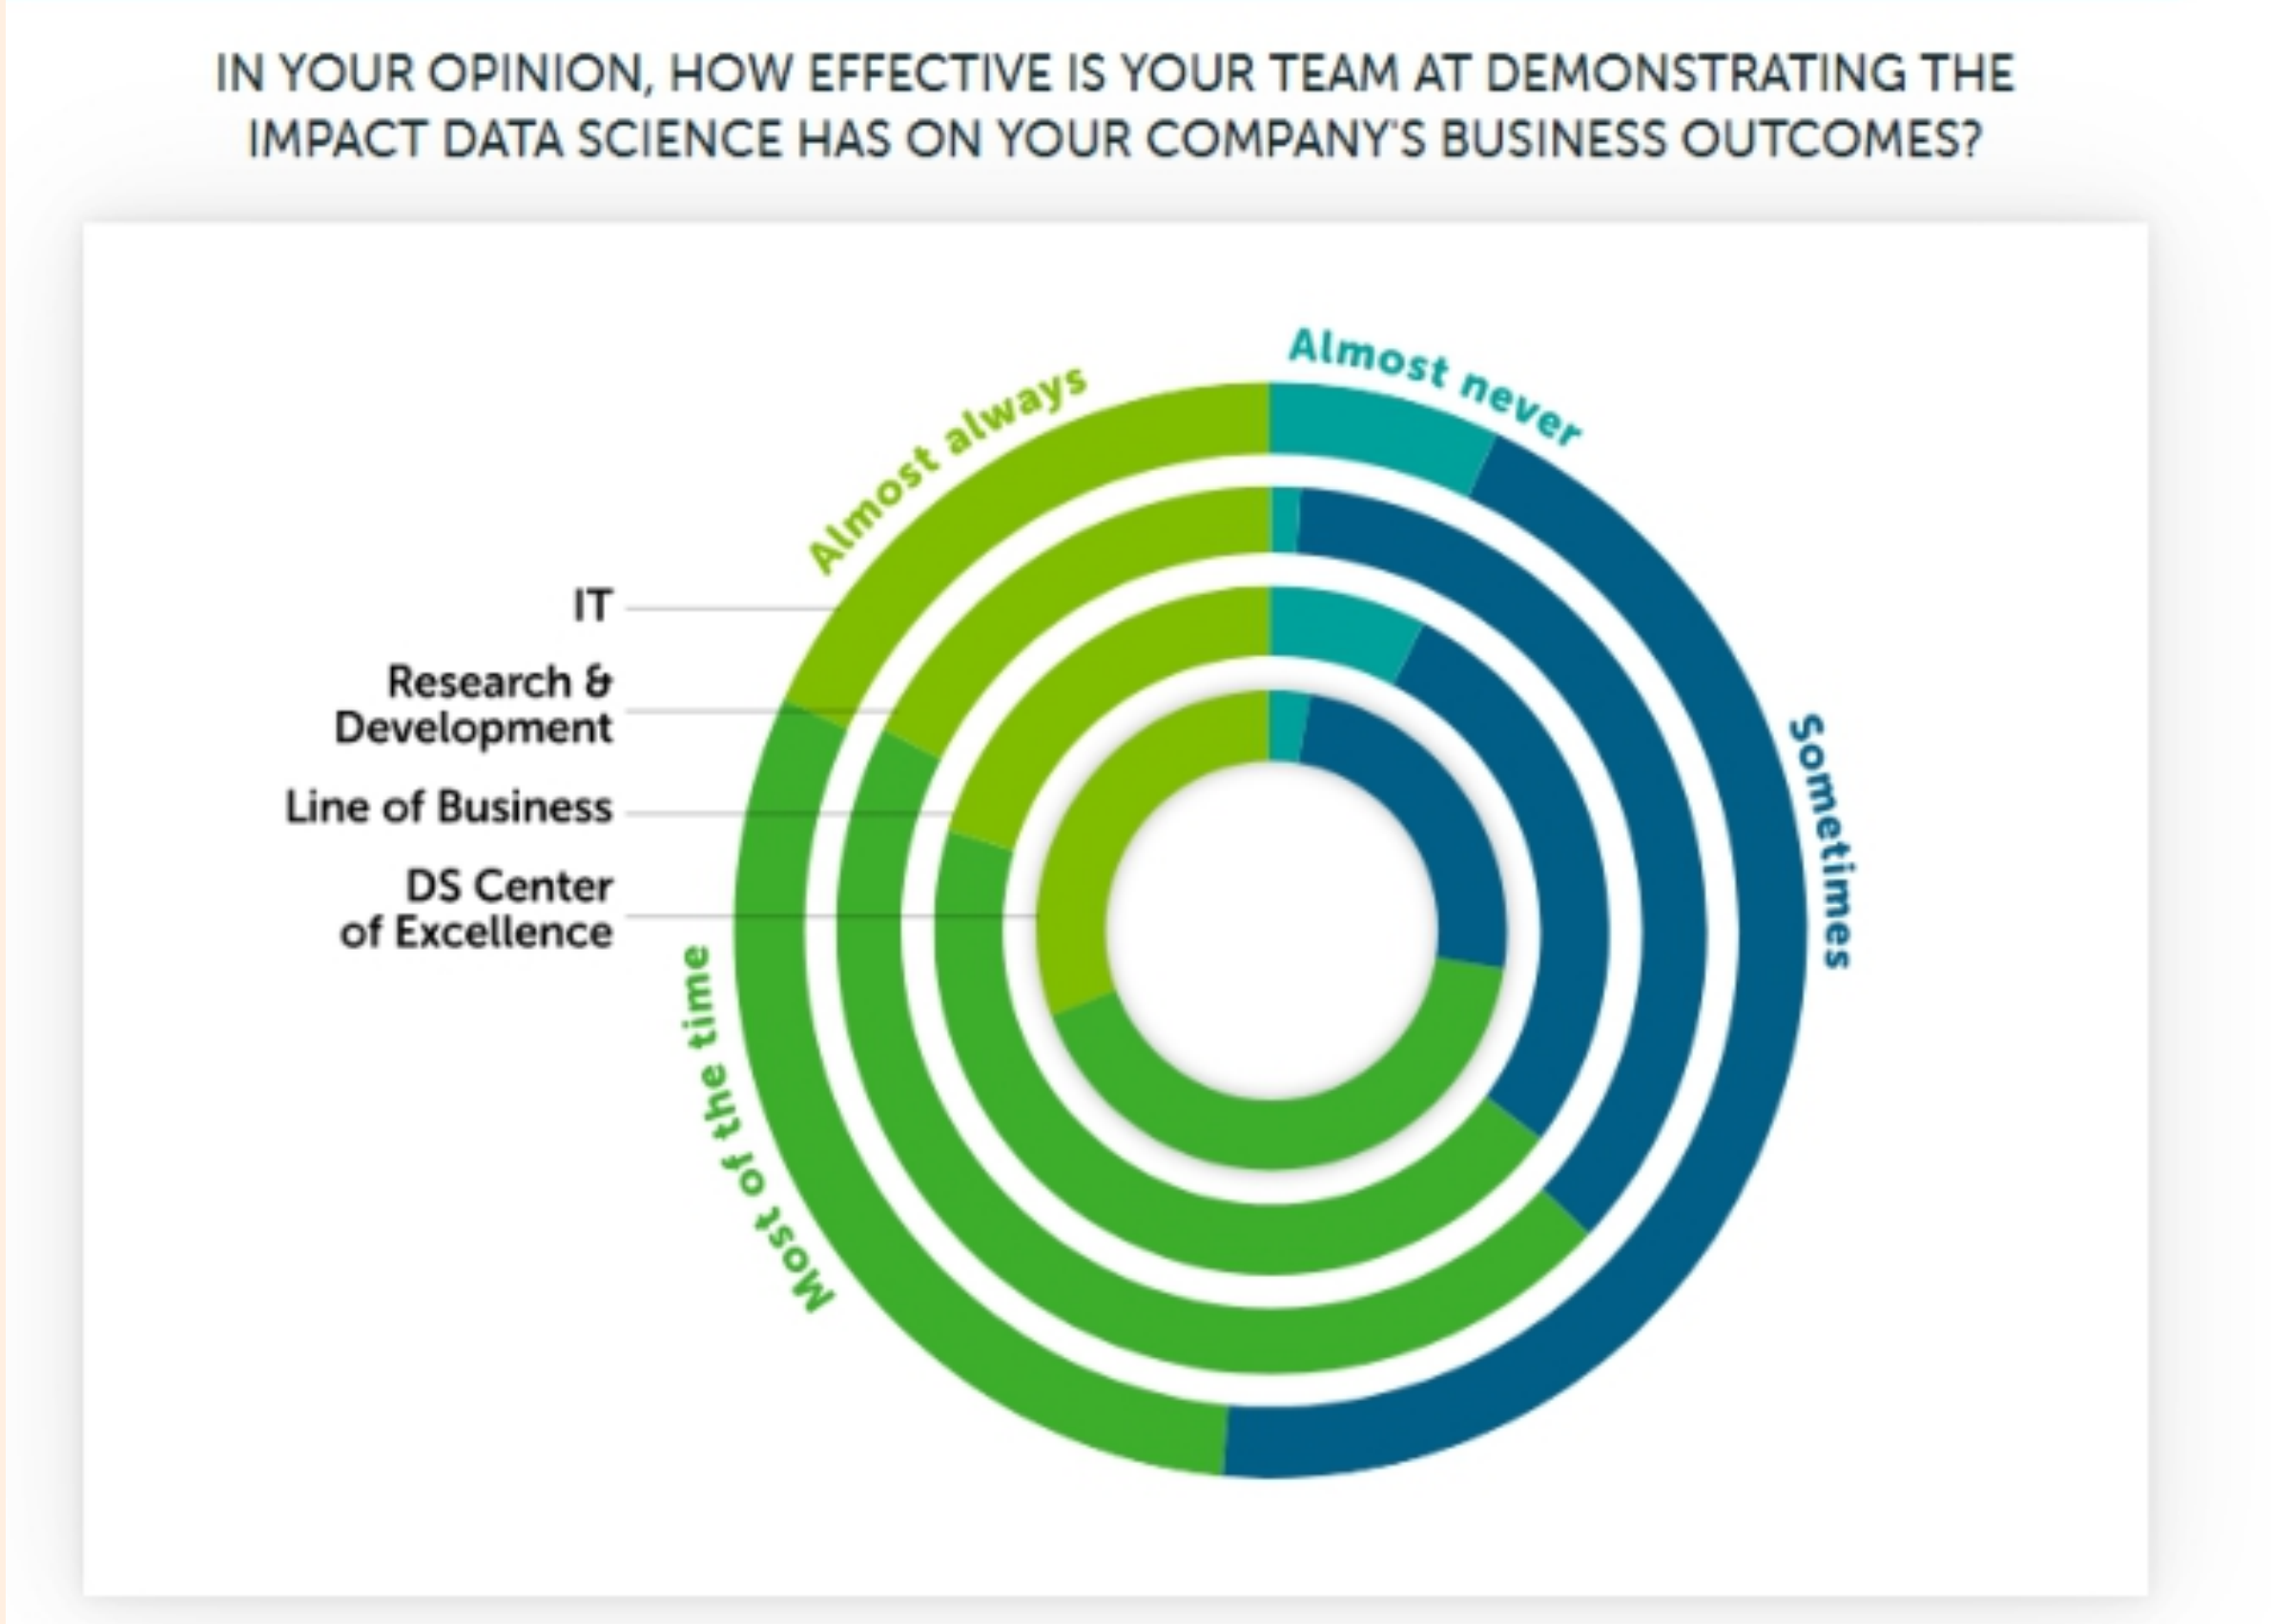 IN YOUR OPINION, HOW EFFECTIVE IS YOUR TEAM AT DEMONSTRATING THE
IMPACT DATA SCIENCE HAS ON YOUR COMPANY'S BUSINESS OUTCOMES?
Almost never
Almost always
IT
Research &
Development
Line of Business
DS Center
of Excellence
Sometimes
Most of the time